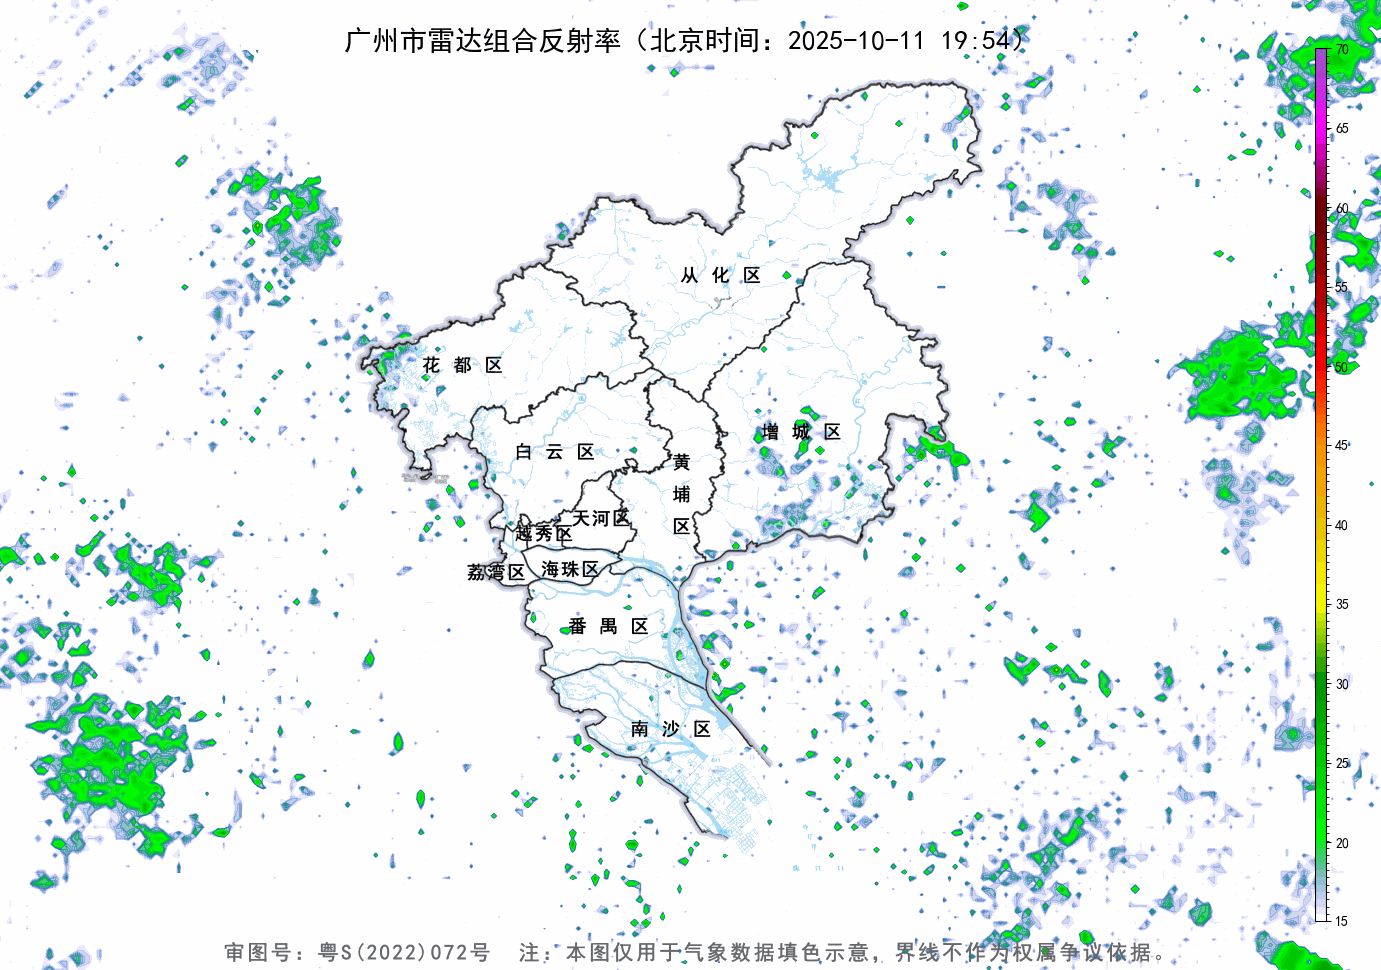 广州市雷达组合反射率（北京时间：2025-10-11 19:54）
70
65
60
55
50
45
40
35
30
25
20
15
从化区
花都区
增城区
白云区
黄埔区
天河区
越秀区
海珠区
荔湾区
番禺区
南沙区
审图号：粤S(2022)072号 注：本图仅用于气象数据填色示意，界线不作为权属争议依据。